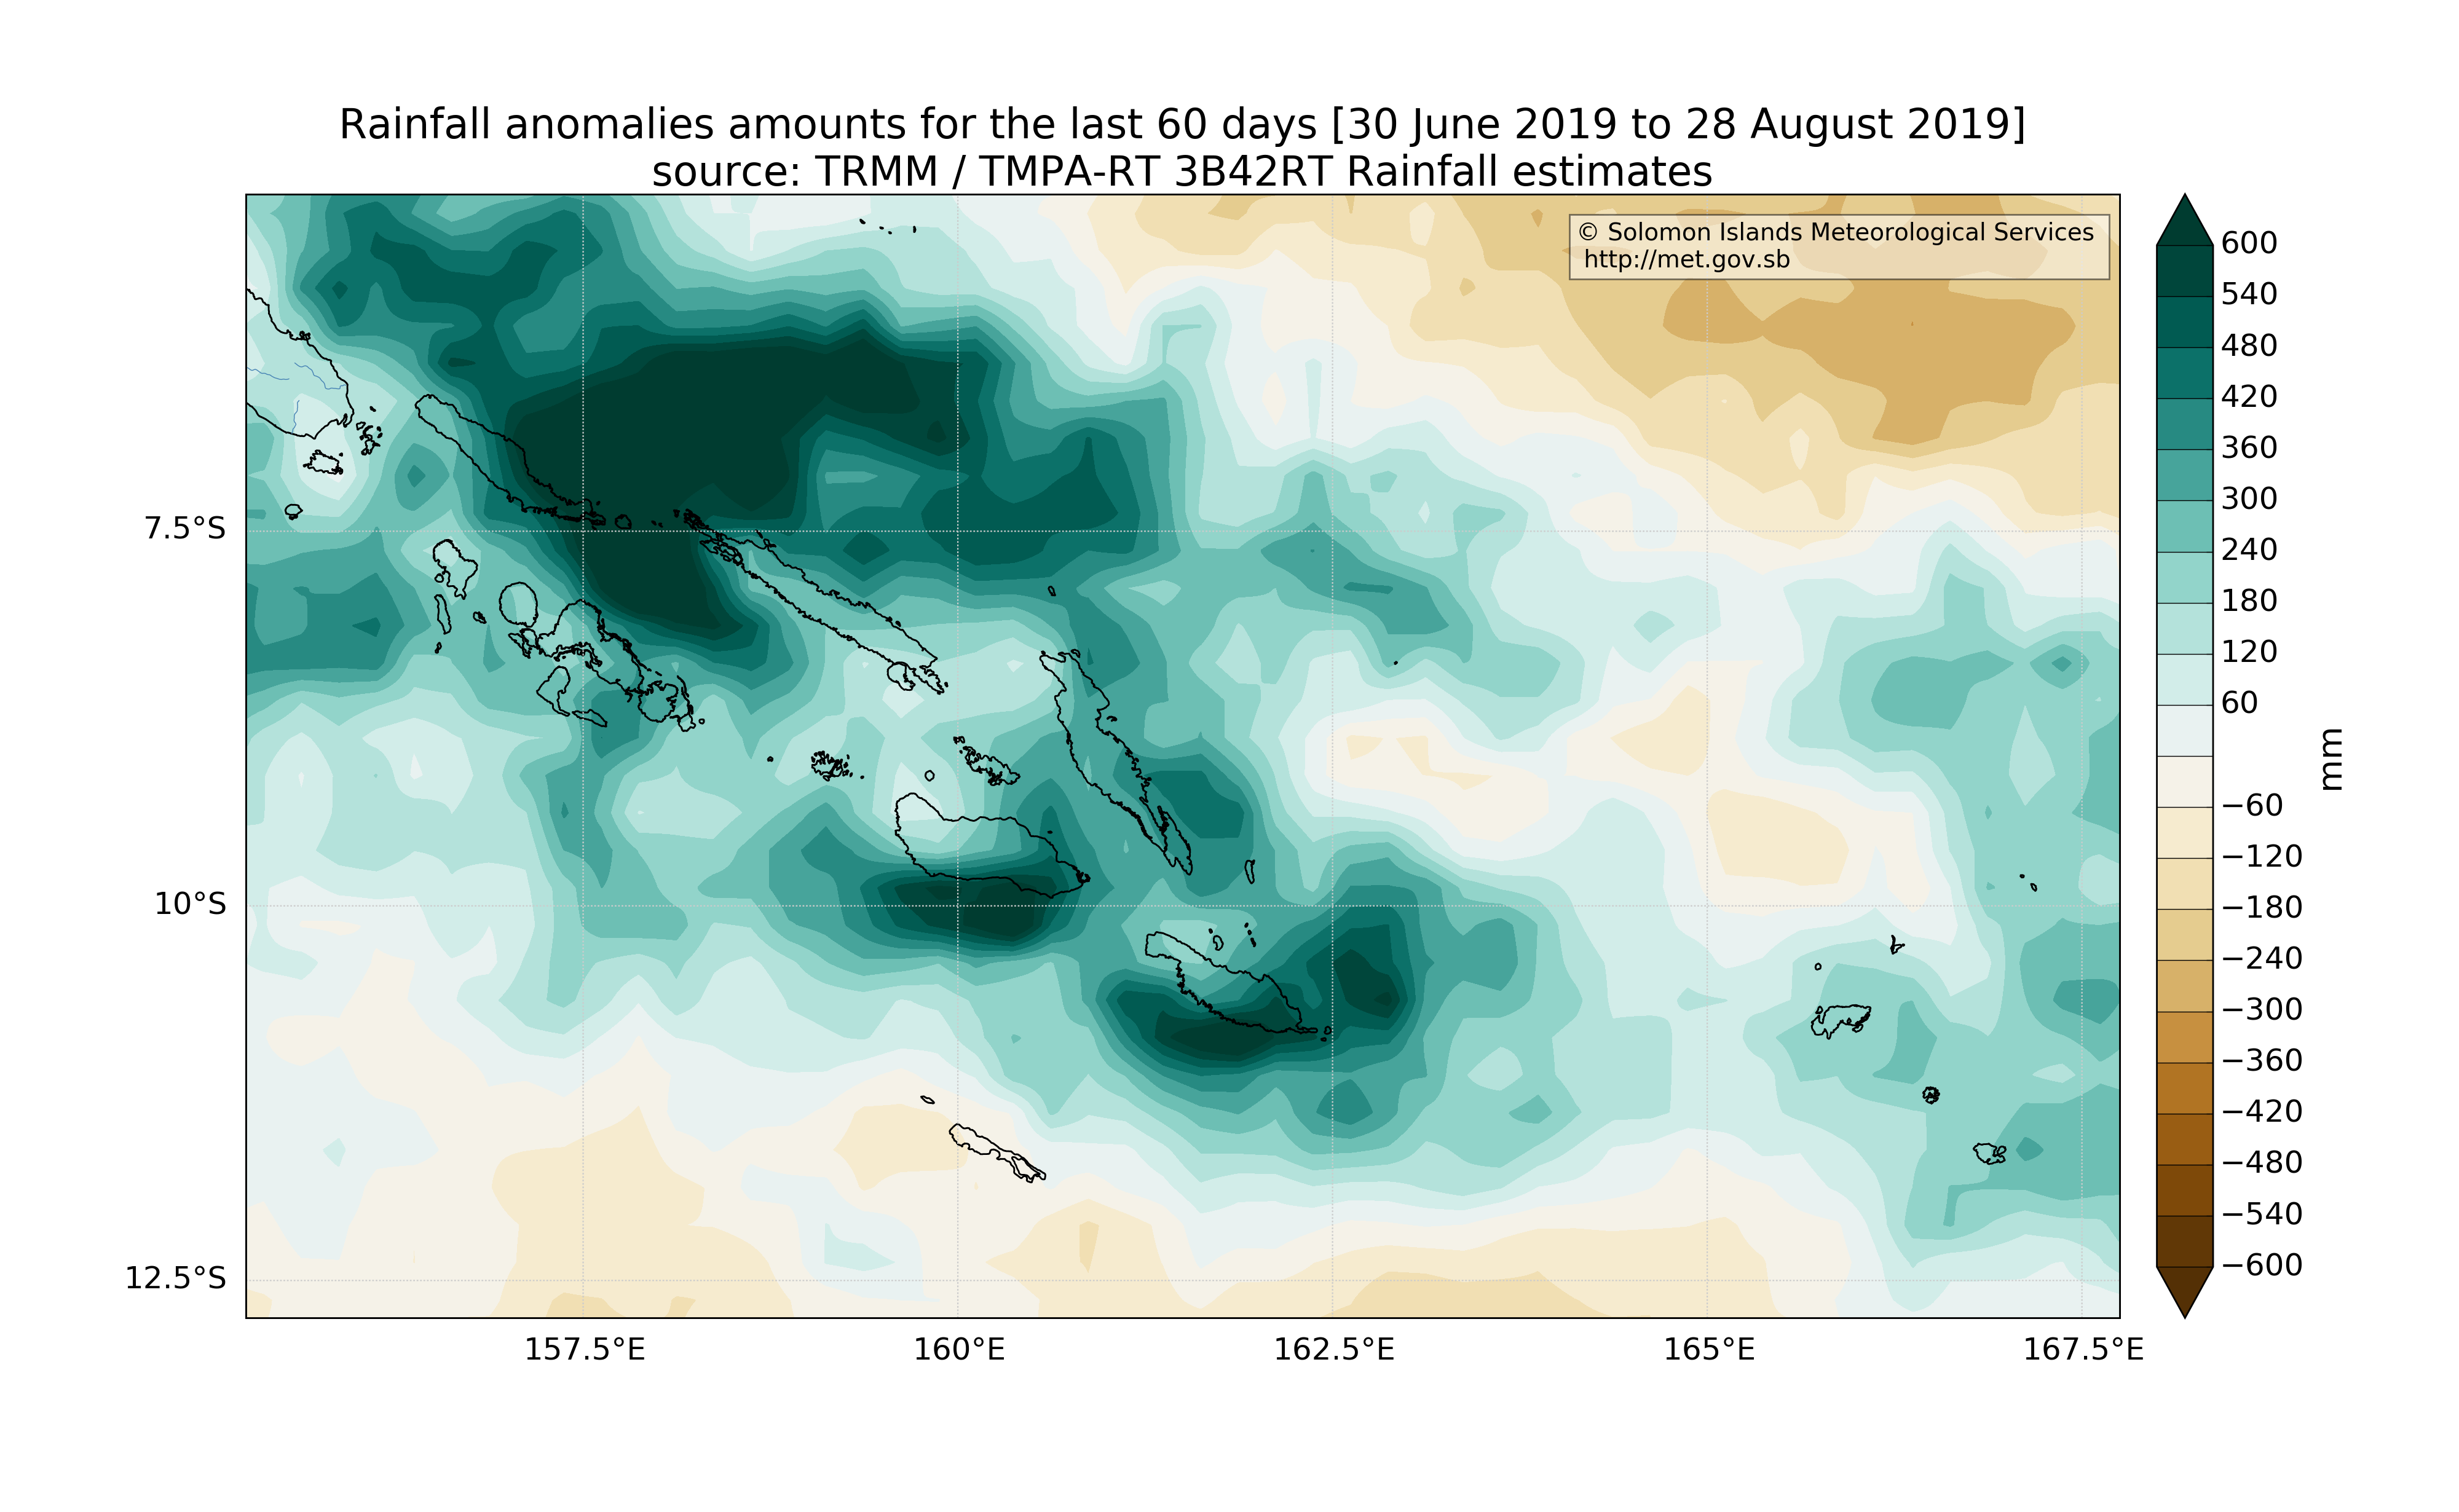 Rainfall anomalies amounts for the last 60 days [30 June 2019 to 28 August 2019]
source: TRMM / TMPA-RT 3B42RT Rainfall estimates
© Solomon Islands Meteorological Services
http://met.gov.sb
7.5°S
10°S
12.5°S
157.5°E
160°E
162.5°E
165°E
167.5°E
600
540
480
420
360
300
240
180
120
60
−60
−120
−180
−240
−300
−360
−420
−480
−540
−600
mm